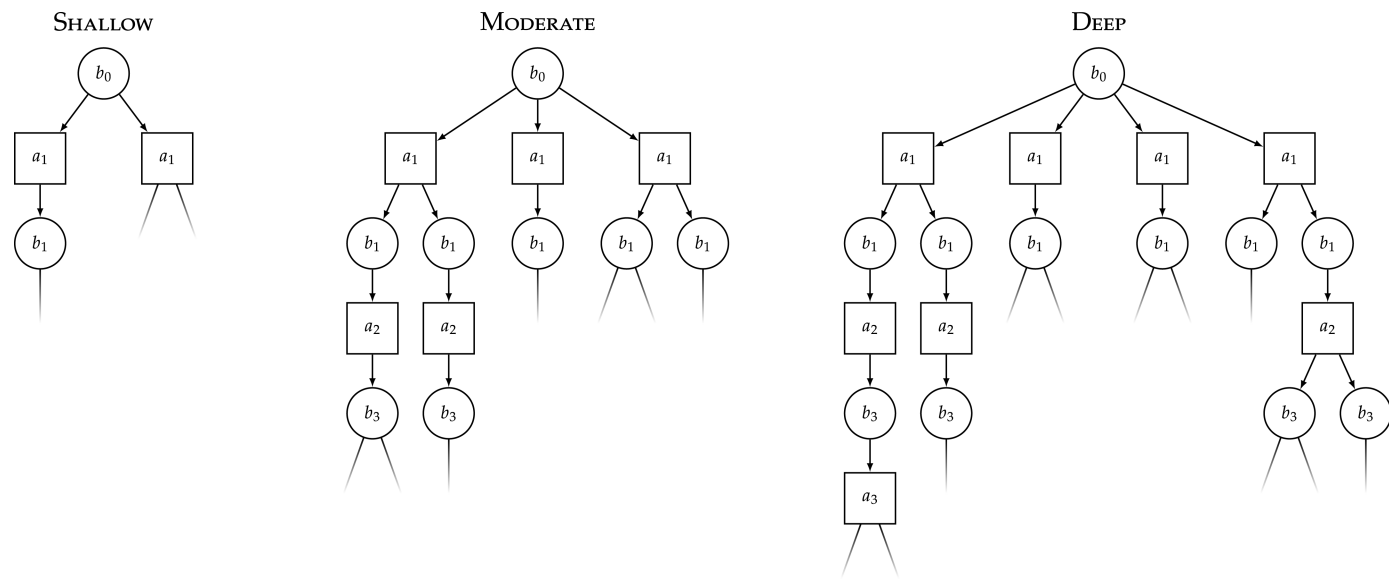 SHALLOW MODERATE DEEP
b0 b0 b0
a1 a1 a1 a1 a1 a1 a1 a1 a1
b1 b1 b1 b1 b1 b1 b1 b1 b1 b1 b1 b1
a2 a2 a2 a2 a2
b3 b3 b3 b3 b3 b3
a3